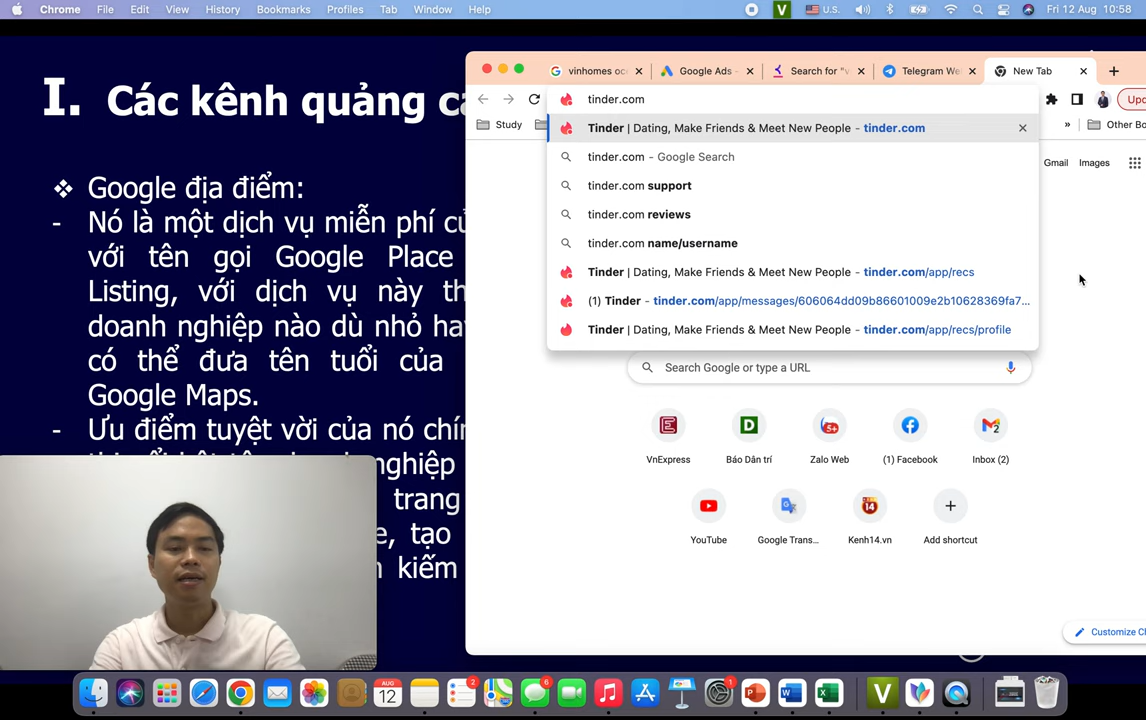 Chrome File Edit View History Bookmarks Profiles Tab Window Help
V U.S. Fri 12 Aug 10:58
I. Các kênh quảng
❖ Google địa điểm:
- Nó là một dịch vụ miễn phí
với tên gọi Google Place
Listing, với dịch vụ này
doanh nghiệp nào dù nhỏ
có thể đưa tên tuổi của
Google Maps.
- Ưu điểm tuyệt vời của nó
nghiệp
trang
tạo
kiếm
vinhomes Google Ads - Search for "v Telegram New Tab
tinder.com
Study » Other
Tinder | Dating, Make Friends & Meet New People - tinder.com
tinder.com - Google Search
tinder.com support
tinder.com reviews
tinder.com name/username
Tinder | Dating, Make Friends & Meet New People - tinder.com/app/recs
(1) Tinder - tinder.com/app/messages/606064dd09b86601009e2b10628369fa7...
Tinder | Dating, Make Friends & Meet New People - tinder.com/app/recs/profile
Gmail Images
Search Google or type a URL
VnExpress Báo Dân trí Zalo Web (1) Facebook Inbox (2)
YouTube Google Trans... Kenh14.vn Add shortcut
Customize
AUG
12